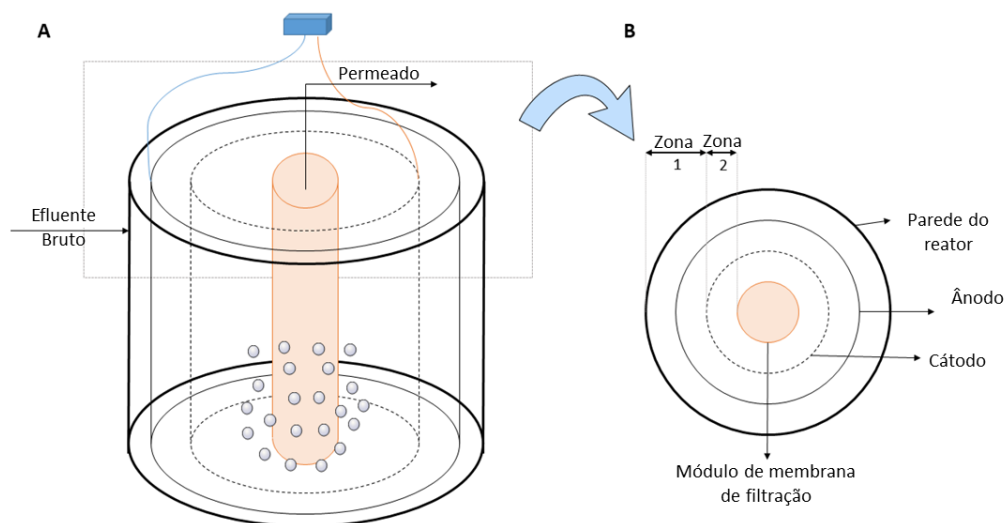 A
B
Permeado
Efluente
Bruto
Zona
1
Zona
2
Parede do
reator
Ânodo
Cátodo
Módulo de membrana
de filtração